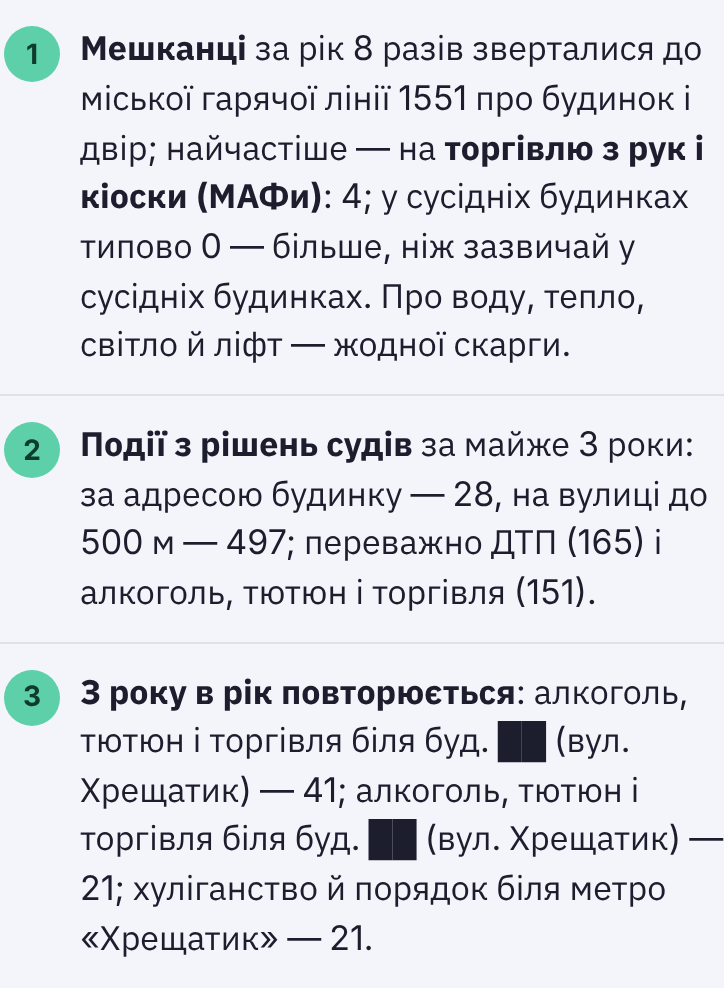 1
Мешканці за рік 8 разів зверталися до
міської гарячої лінії 1551 про будинок і
двір; найчастіше — на торгівлю з рук і
кіоски (МАФи): 4; у сусідніх будинках
типово 0 — більше, ніж зазвичай у
сусідніх будинках. Про воду, тепло,
світло й ліфт — жодної скарги.
2
Події з рішень судів за майже 3 роки:
за адресою будинку — 28, на вулиці до
500 м — 497; переважно ДТП (165) і
алкоголь, тютюн і торгівля (151).
3
З року в рік повторюється: алкоголь,
тютюн і торгівля біля буд. ██ (вул.
Хрещатик) — 41; алкоголь, тютюн і
торгівля біля буд. ██ (вул. Хрещатик) —
21; хуліганство й порядок біля метро
«Хрещатик» — 21.